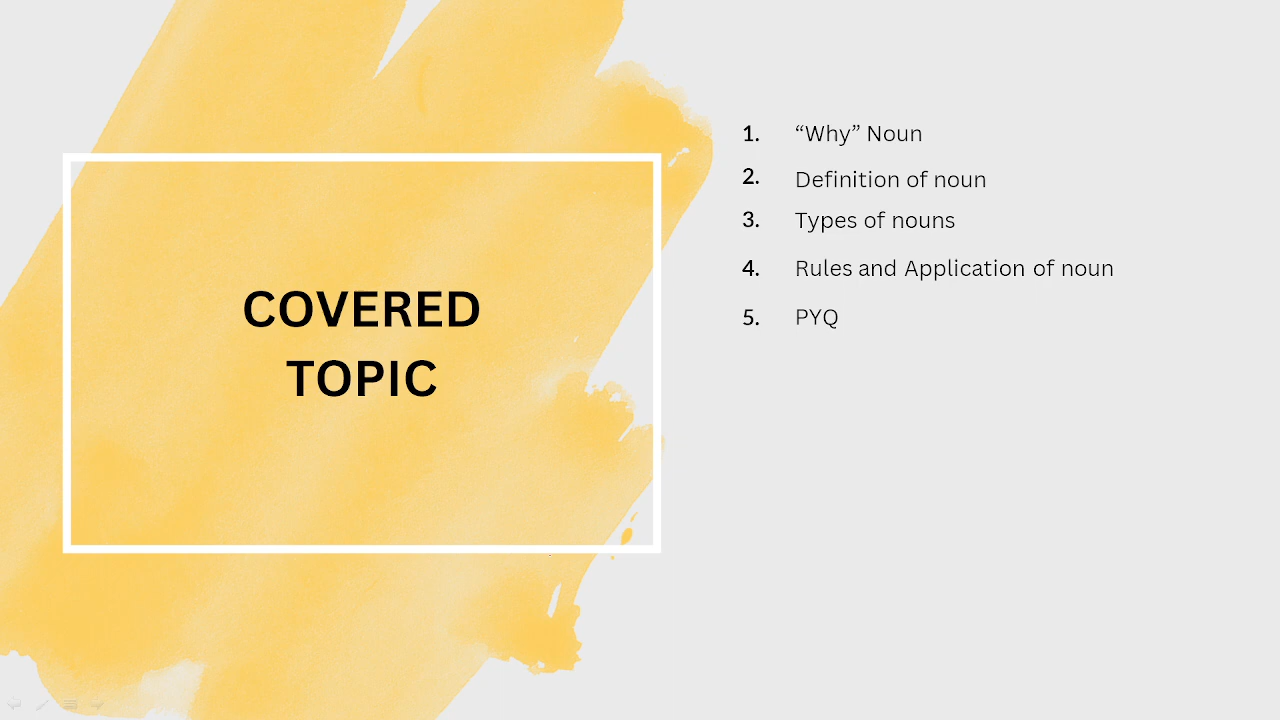 COVERED
TOPIC
1. “Why” Noun
2. Definition of noun
3. Types of nouns
4. Rules and Application of noun
5. PYQ